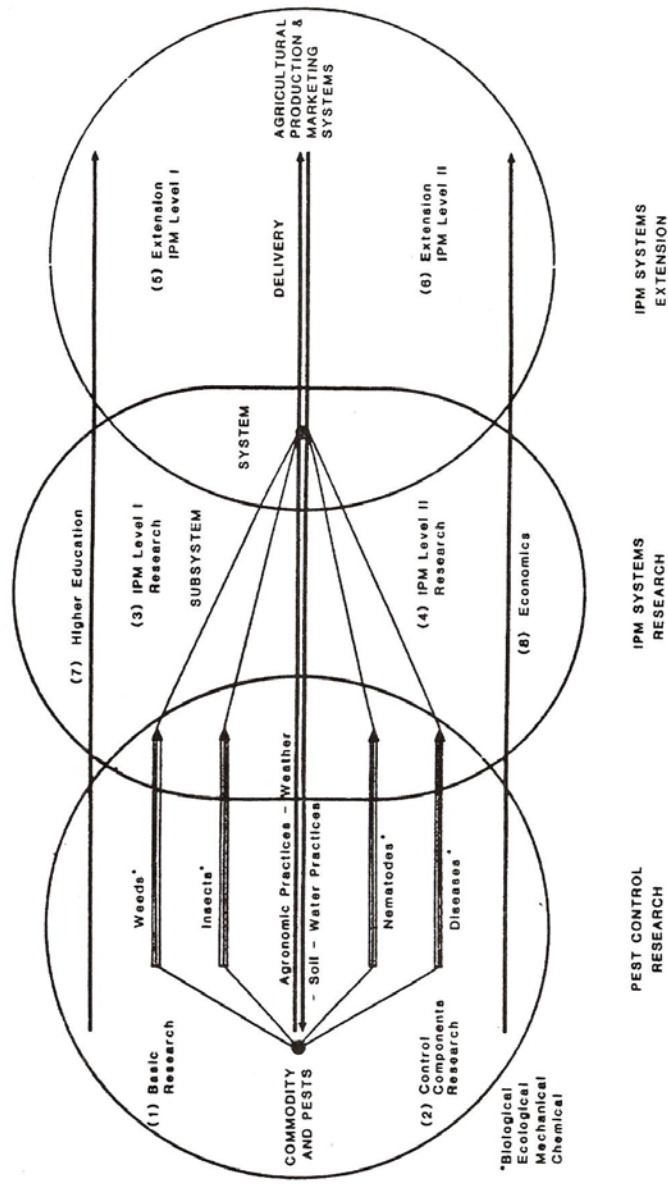 (7) Higher Education
(1) Basic
Research
Weeds*
Insects*
(3) IPM Level I
Research
SUBSYSTEM
SYSTEM
(5) Extension
IPM Level I
COMMODITY
AND PESTS
Agronomic Practices - Weather
- Soil - Water Practices
DELIVERY
AGRICULTURAL
PRODUCTION &
MARKETING
SYSTEMS
Nematodes*
Diseases*
(2) Control
Components
Research
(4) IPM Level II
Research
(6) Extension
IPM Level II
(8) Economics
*Biological
Ecological
Mechanical
Chemical
PEST CONTROL
RESEARCH
IPM SYSTEMS
RESEARCH
IPM SYSTEMS
EXTENSION